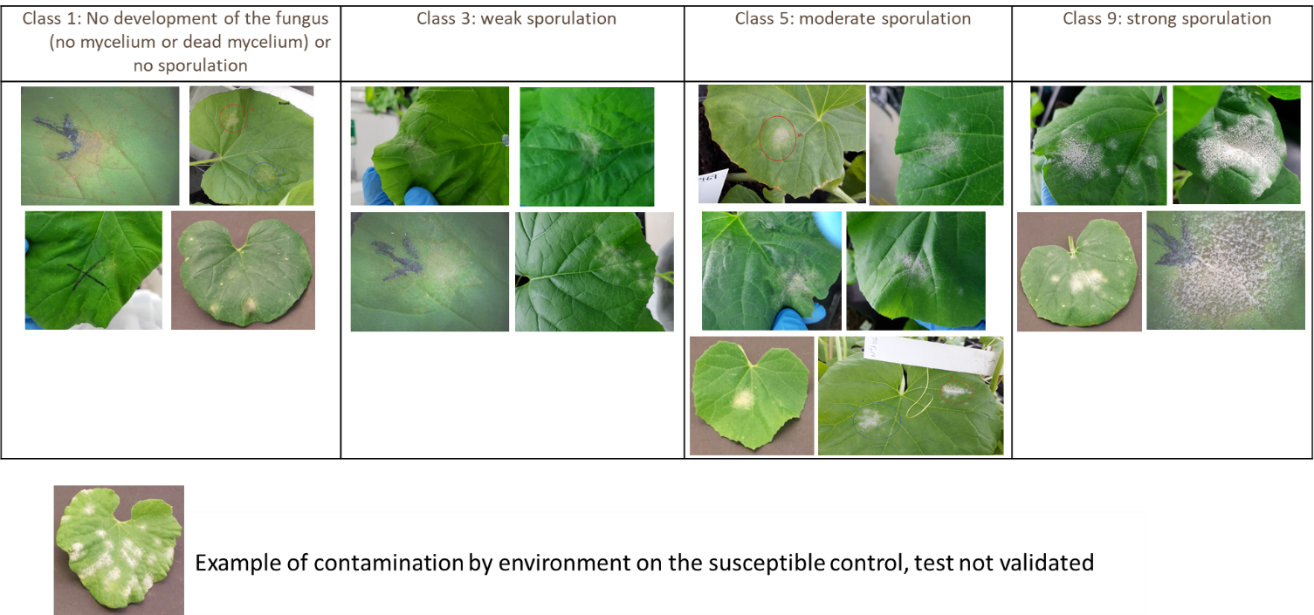 Class 1: No development of the fungus
(no mycelium or dead mycelium) or
no sporulation
Class 3: weak sporulation
Class 5: moderate sporulation
Class 9: strong sporulation
Example of contamination by environment on the susceptible control, test not validated